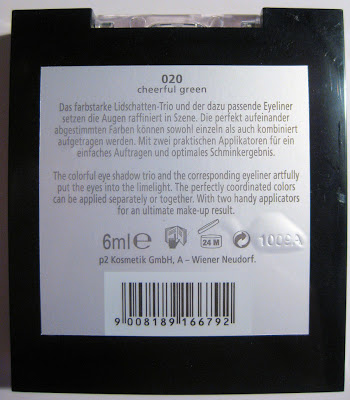 020
cheerful green
Das farbstarke Lidschatten-Trio und der dazu passende Eyeliner
setzen die Augen raffiniert in Szene. Die perfekt aufeinander
abgestimmten Farben können sowohl einzeln als auch kombiniert
aufgetragen werden. Mit zwei praktischen Applikatoren für ein
einfaches Auftragen und optimales Schminkergebnis.
The colorful eye shadow trio and the corresponding eyeliner artfully
put the eyes into the limelight. The perfectly coordinated colors
can be applied separately or together. With two handy applicators
for an ultimate make-up result.
6ml℮ 24 M 1009A
p2 Kosmetik GmbH, A – Wiener Neudorf.
9 008189 166792